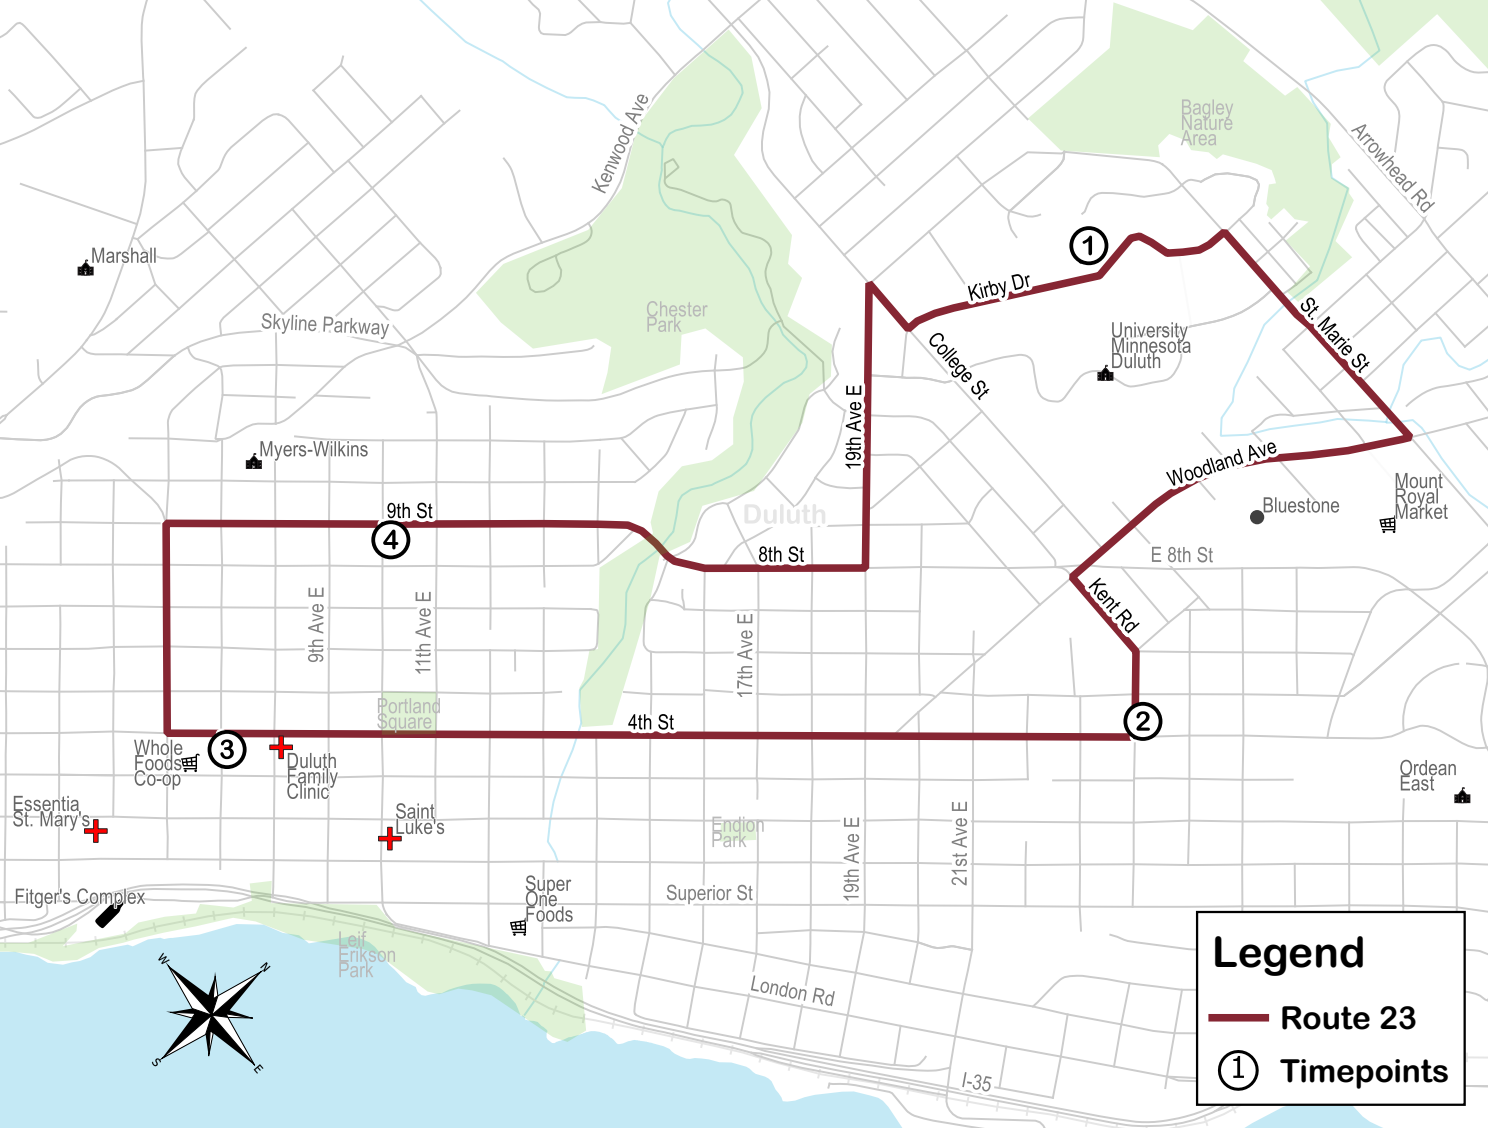 Bagley
Nature
Area
Kenwood Ave
Arrowhead Rd
Marshall
1
Kirby Dr
Chester
Park
Skyline Parkway
St. Marie St
University
Minnesota
Duluth
College St
19th Ave E
Myers-Wilkins
Woodland Ave
Mount
Royal
Market
Bluestone
9th St
4
Duluth
8th St
E 8th St
9th Ave E
11th Ave E
17th Ave E
Kent Rd
Portland
Square
4th St
2
3
Whole
Foods
Co-op
Duluth
Family
Clinic
Ordean
East
Essentia
St. Mary's
Saint
Luke's
Endion
Park
19th Ave E
21st Ave E
Fitger's Complex
Super
One
Foods
Superior St
Leif
Erikson
Park
W
N
S
E
London Rd
I-35
Legend
Route 23
1
Timepoints